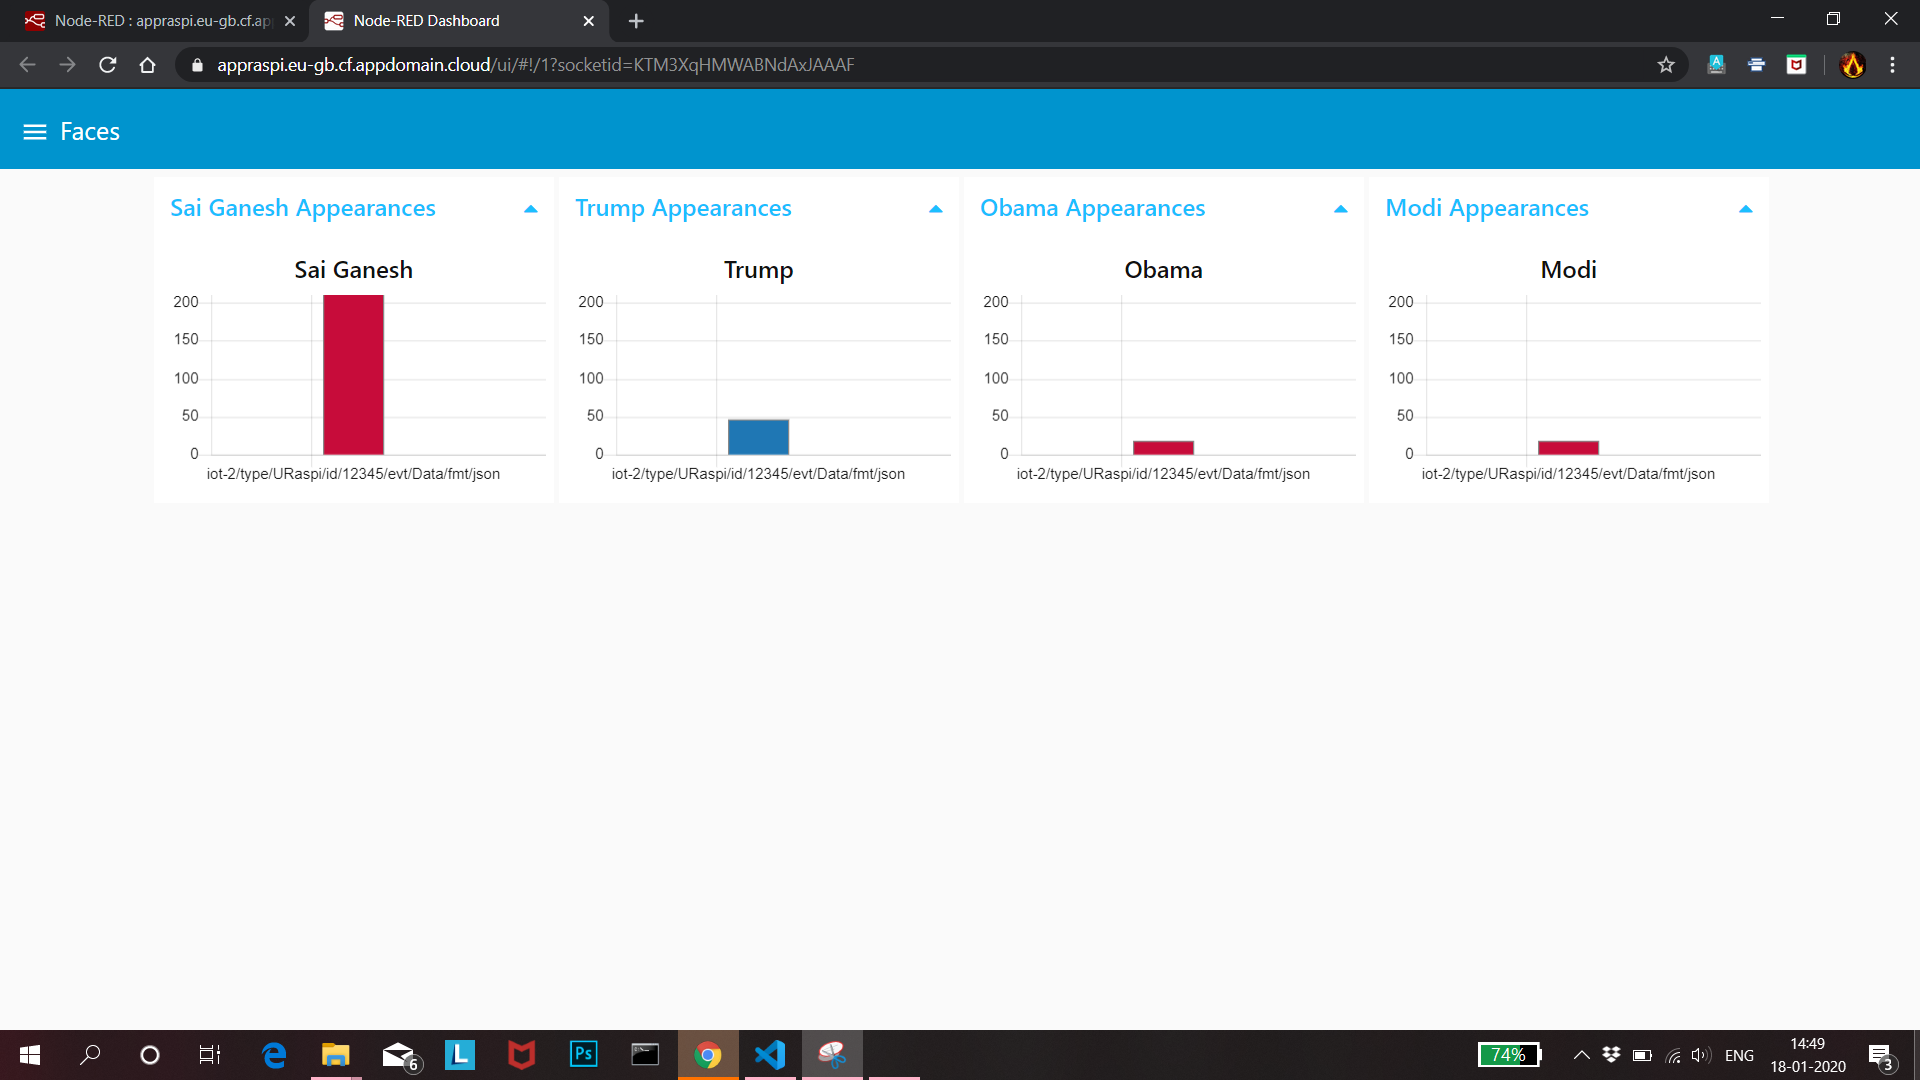 Node-RED : appraspi.eu-gb.cf.ap
Node-RED Dashboard
appraspi.eu-gb.cf.appdomain.cloud/ui/#!/1?socketid=KTM3XqHMWABNdAxJAAAF
Faces
Sai Ganesh Appearances
Sai Ganesh
200
150
100
50
0
iot-2/type/URaspi/id/12345/evt/Data/fmt/json
Trump Appearances
Trump
200
150
100
50
0
iot-2/type/URaspi/id/12345/evt/Data/fmt/json
Obama Appearances
Obama
200
150
100
50
0
iot-2/type/URaspi/id/12345/evt/Data/fmt/json
Modi Appearances
Modi
200
150
100
50
0
iot-2/type/URaspi/id/12345/evt/Data/fmt/json
6
L
Ps
74%
ENG
14:49
18-01-2020
3